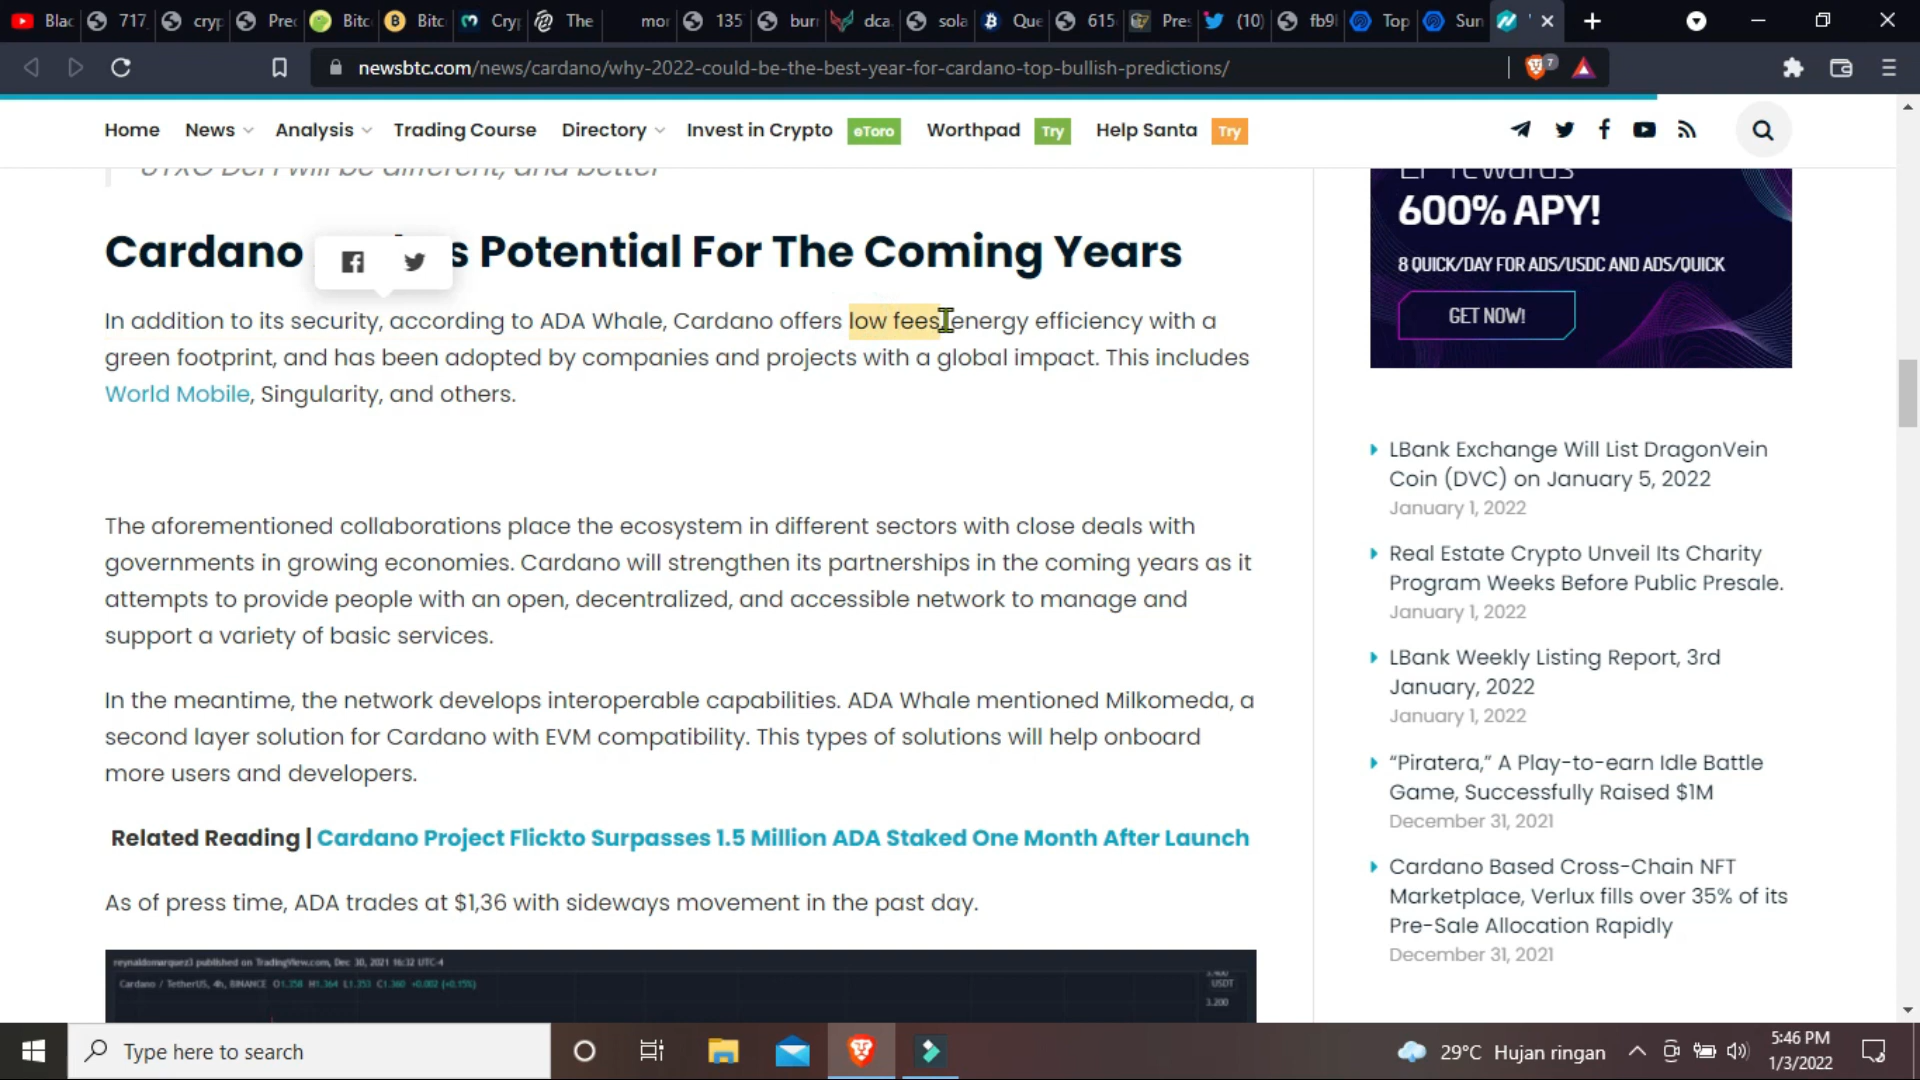 Blac
717
cryp
Prec
Bitc
Bitc
Cryp
The
mor
135
burr
dca.
sola
Que
615
Pres
(10)
fb9l
Top
Sun
newsbtc.com/news/cardano/why-2022-could-be-the-best-year-for-cardano-top-bullish-predictions/
7
Home News Analysis Trading Course Directory Invest in Crypto eToro Worthpad Try Help Santa Try
UTXO DeFi will be different, and better
Cardano s Potential For The Coming Years
In addition to its security, according to ADA Whale, Cardano offers low fees, energy efficiency with a
green footprint, and has been adopted by companies and projects with a global impact. This includes
World Mobile, Singularity, and others.
The aforementioned collaborations place the ecosystem in different sectors with close deals with
governments in growing economies. Cardano will strengthen its partnerships in the coming years as it
attempts to provide people with an open, decentralized, and accessible network to manage and
support a variety of basic services.
In the meantime, the network develops interoperable capabilities. ADA Whale mentioned Milkomeda, a
second layer solution for Cardano with EVM compatibility. This types of solutions will help onboard
more users and developers.
Related Reading | Cardano Project Flickto Surpasses 1.5 Million ADA Staked One Month After Launch
As of press time, ADA trades at $1,36 with sideways movement in the past day.
reynaldomarquez3 published on TradingView.com, Dec 30, 2021 16:32 UTC-4
Cardano / TetherUS, 4h, BINANCE O1.358 H1.364 L1.353 C1.360 +0.002 (+0.15%)
3.400
USDT
3.200
LP rewards
600% APY!
8 QUICK/DAY FOR ADS/USDC AND ADS/QUICK
GET NOW!
LBank Exchange Will List DragonVein
Coin (DVC) on January 5, 2022
January 1, 2022
Real Estate Crypto Unveil Its Charity
Program Weeks Before Public Presale.
January 1, 2022
LBank Weekly Listing Report, 3rd
January, 2022
January 1, 2022
“Piratera,” A Play-to-earn Idle Battle
Game, Successfully Raised $1M
December 31, 2021
Cardano Based Cross-Chain NFT
Marketplace, Verlux fills over 35% of its
Pre-Sale Allocation Rapidly
December 31, 2021
Type here to search
29°C Hujan ringan
5:46 PM
1/3/2022